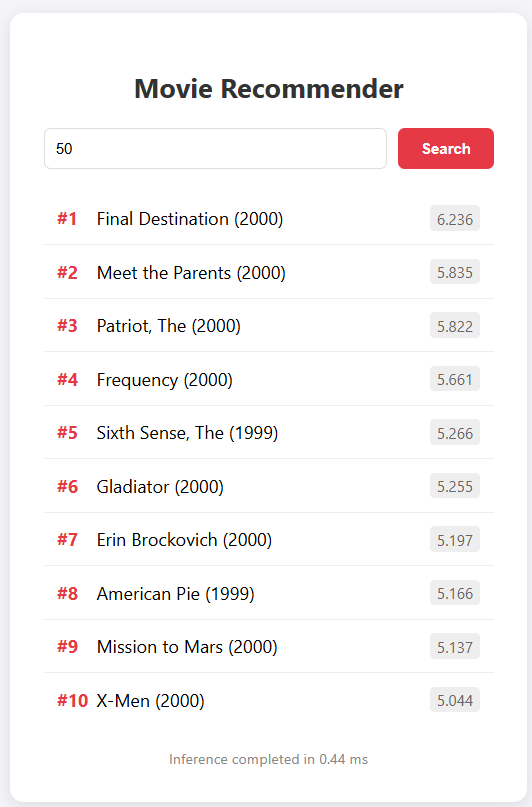 Movie Recommender
50 Search
#1 Final Destination (2000) 6.236
#2 Meet the Parents (2000) 5.835
#3 Patriot, The (2000) 5.822
#4 Frequency (2000) 5.661
#5 Sixth Sense, The (1999) 5.266
#6 Gladiator (2000) 5.255
#7 Erin Brockovich (2000) 5.197
#8 American Pie (1999) 5.166
#9 Mission to Mars (2000) 5.137
#10 X-Men (2000) 5.044
Inference completed in 0.44 ms